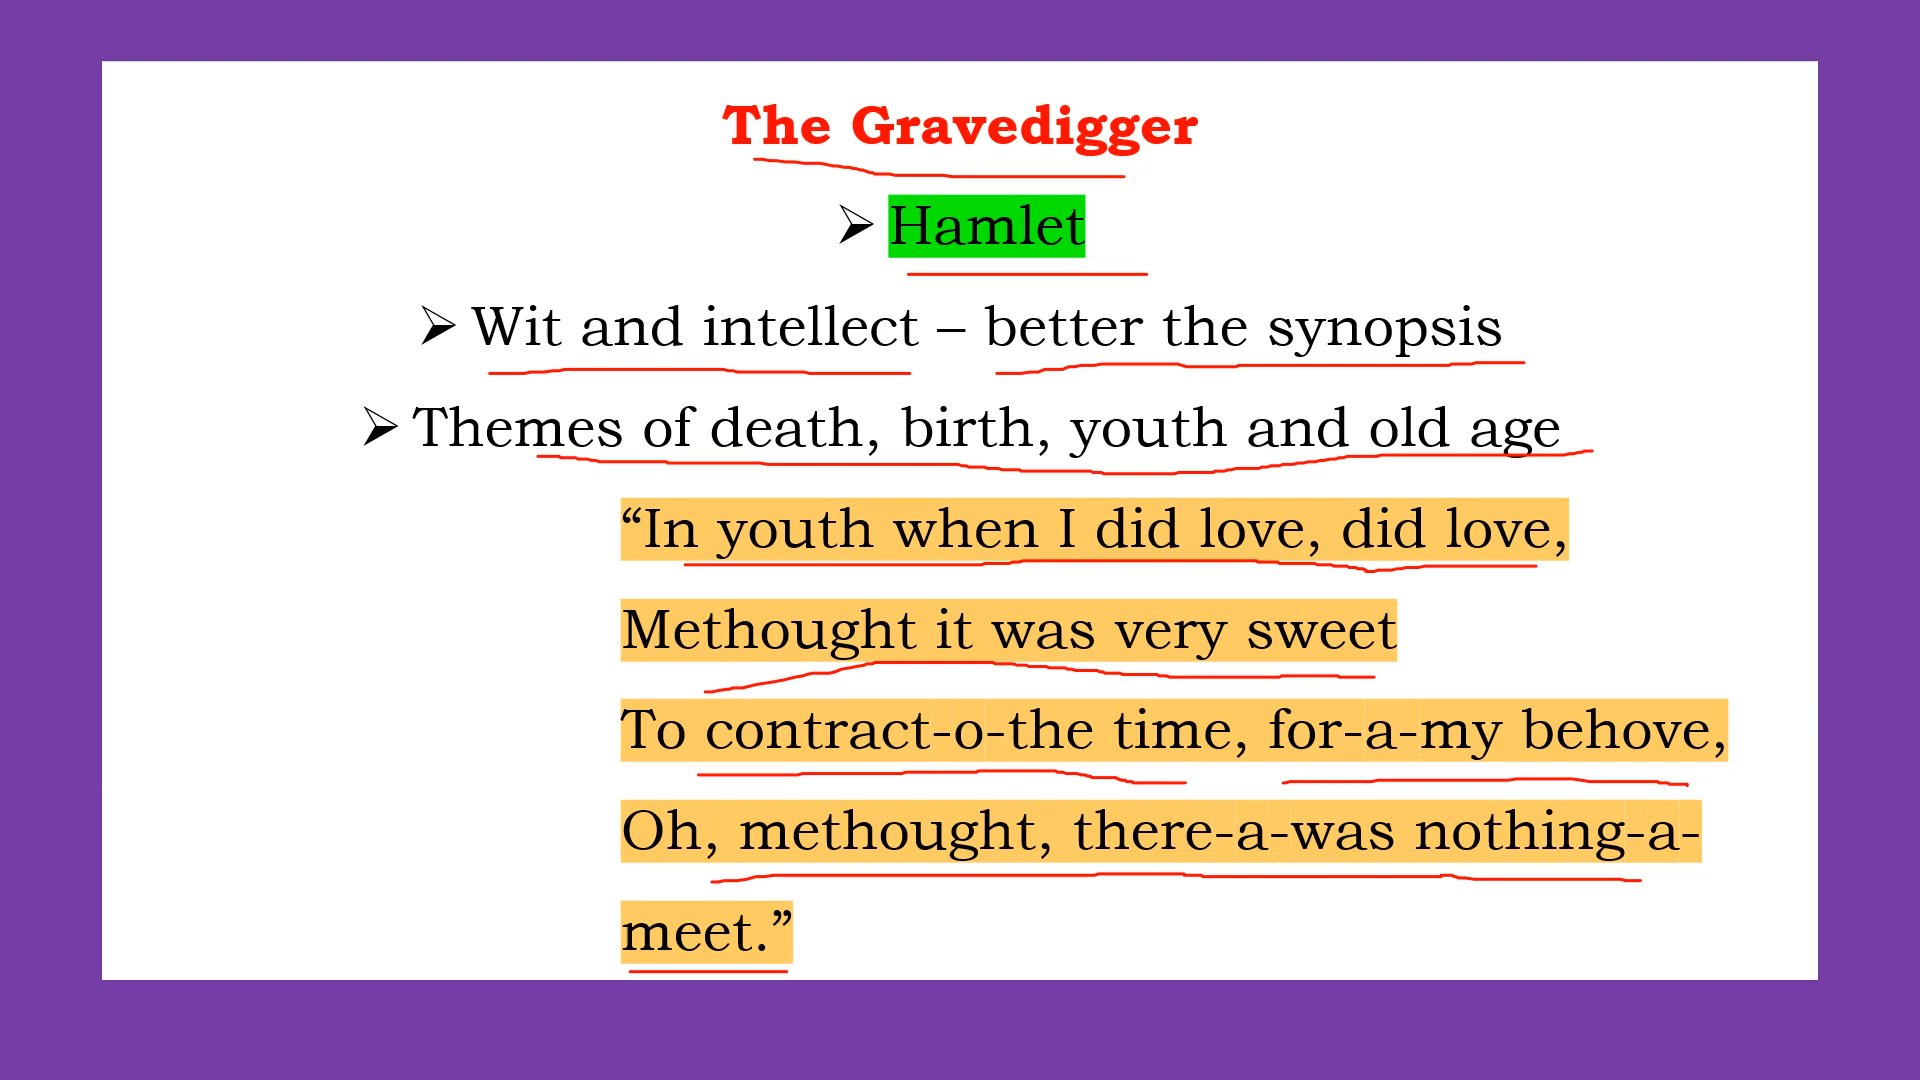 The Gravedigger
➢ Hamlet
➢ Wit and intellect – better the synopsis
➢ Themes of death, birth, youth and old age
“In youth when I did love, did love,
Methought it was very sweet
To contract-o-the time, for-a-my behove,
Oh, methought, there-a-was nothing-a-
meet.”